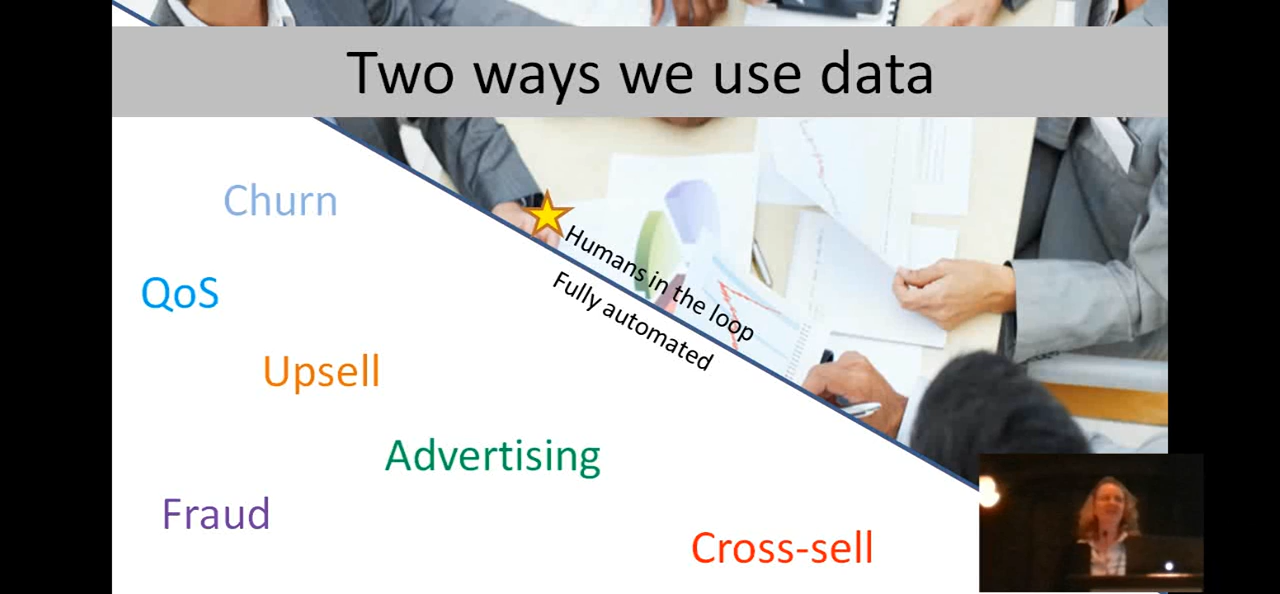 Two ways we use data
Churn
Humans in the loop
Fully automated
QoS
Upsell
Advertising
Fraud
Cross-sell